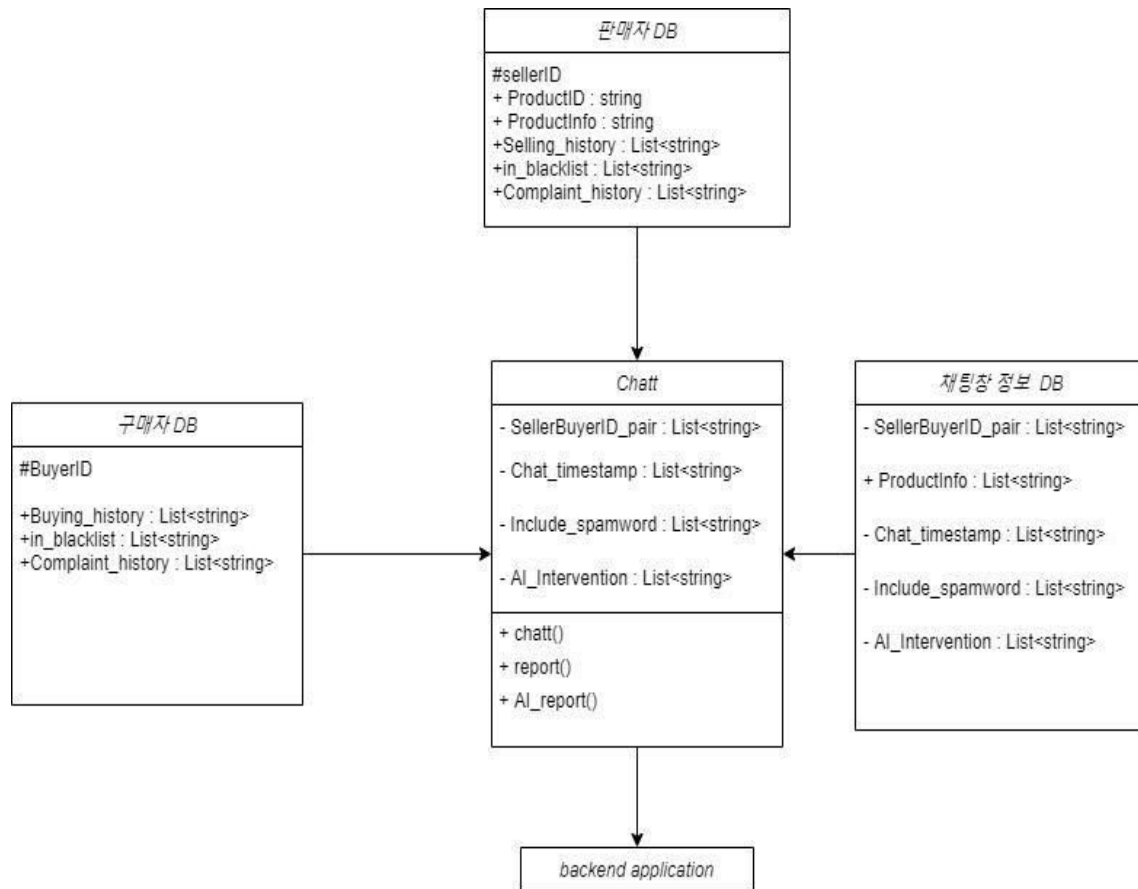 판매자 DB
#sellerID
+ ProductID : string
+ ProductInfo : string
+Selling_history : List<string>
+in_blacklist : List<string>
+Complaint_history : List<string>
구매자 DB
#BuyerID
+Buying_history : List<string>
+in_blacklist : List<string>
+Complaint_history : List<string>
Chatt
- SellerBuyerID_pair : List<string>
- Chat_timestamp : List<string>
- Include_spamword : List<string>
- AI_Intervention : List<string>
+ chatt()
+ report()
+ AI_report()
채팅창 정보 DB
- SellerBuyerID_pair : List<string>
+ ProductInfo : List<string>
- Chat_timestamp : List<string>
- Include_spamword : List<string>
- AI_Intervention : List<string>
backend application